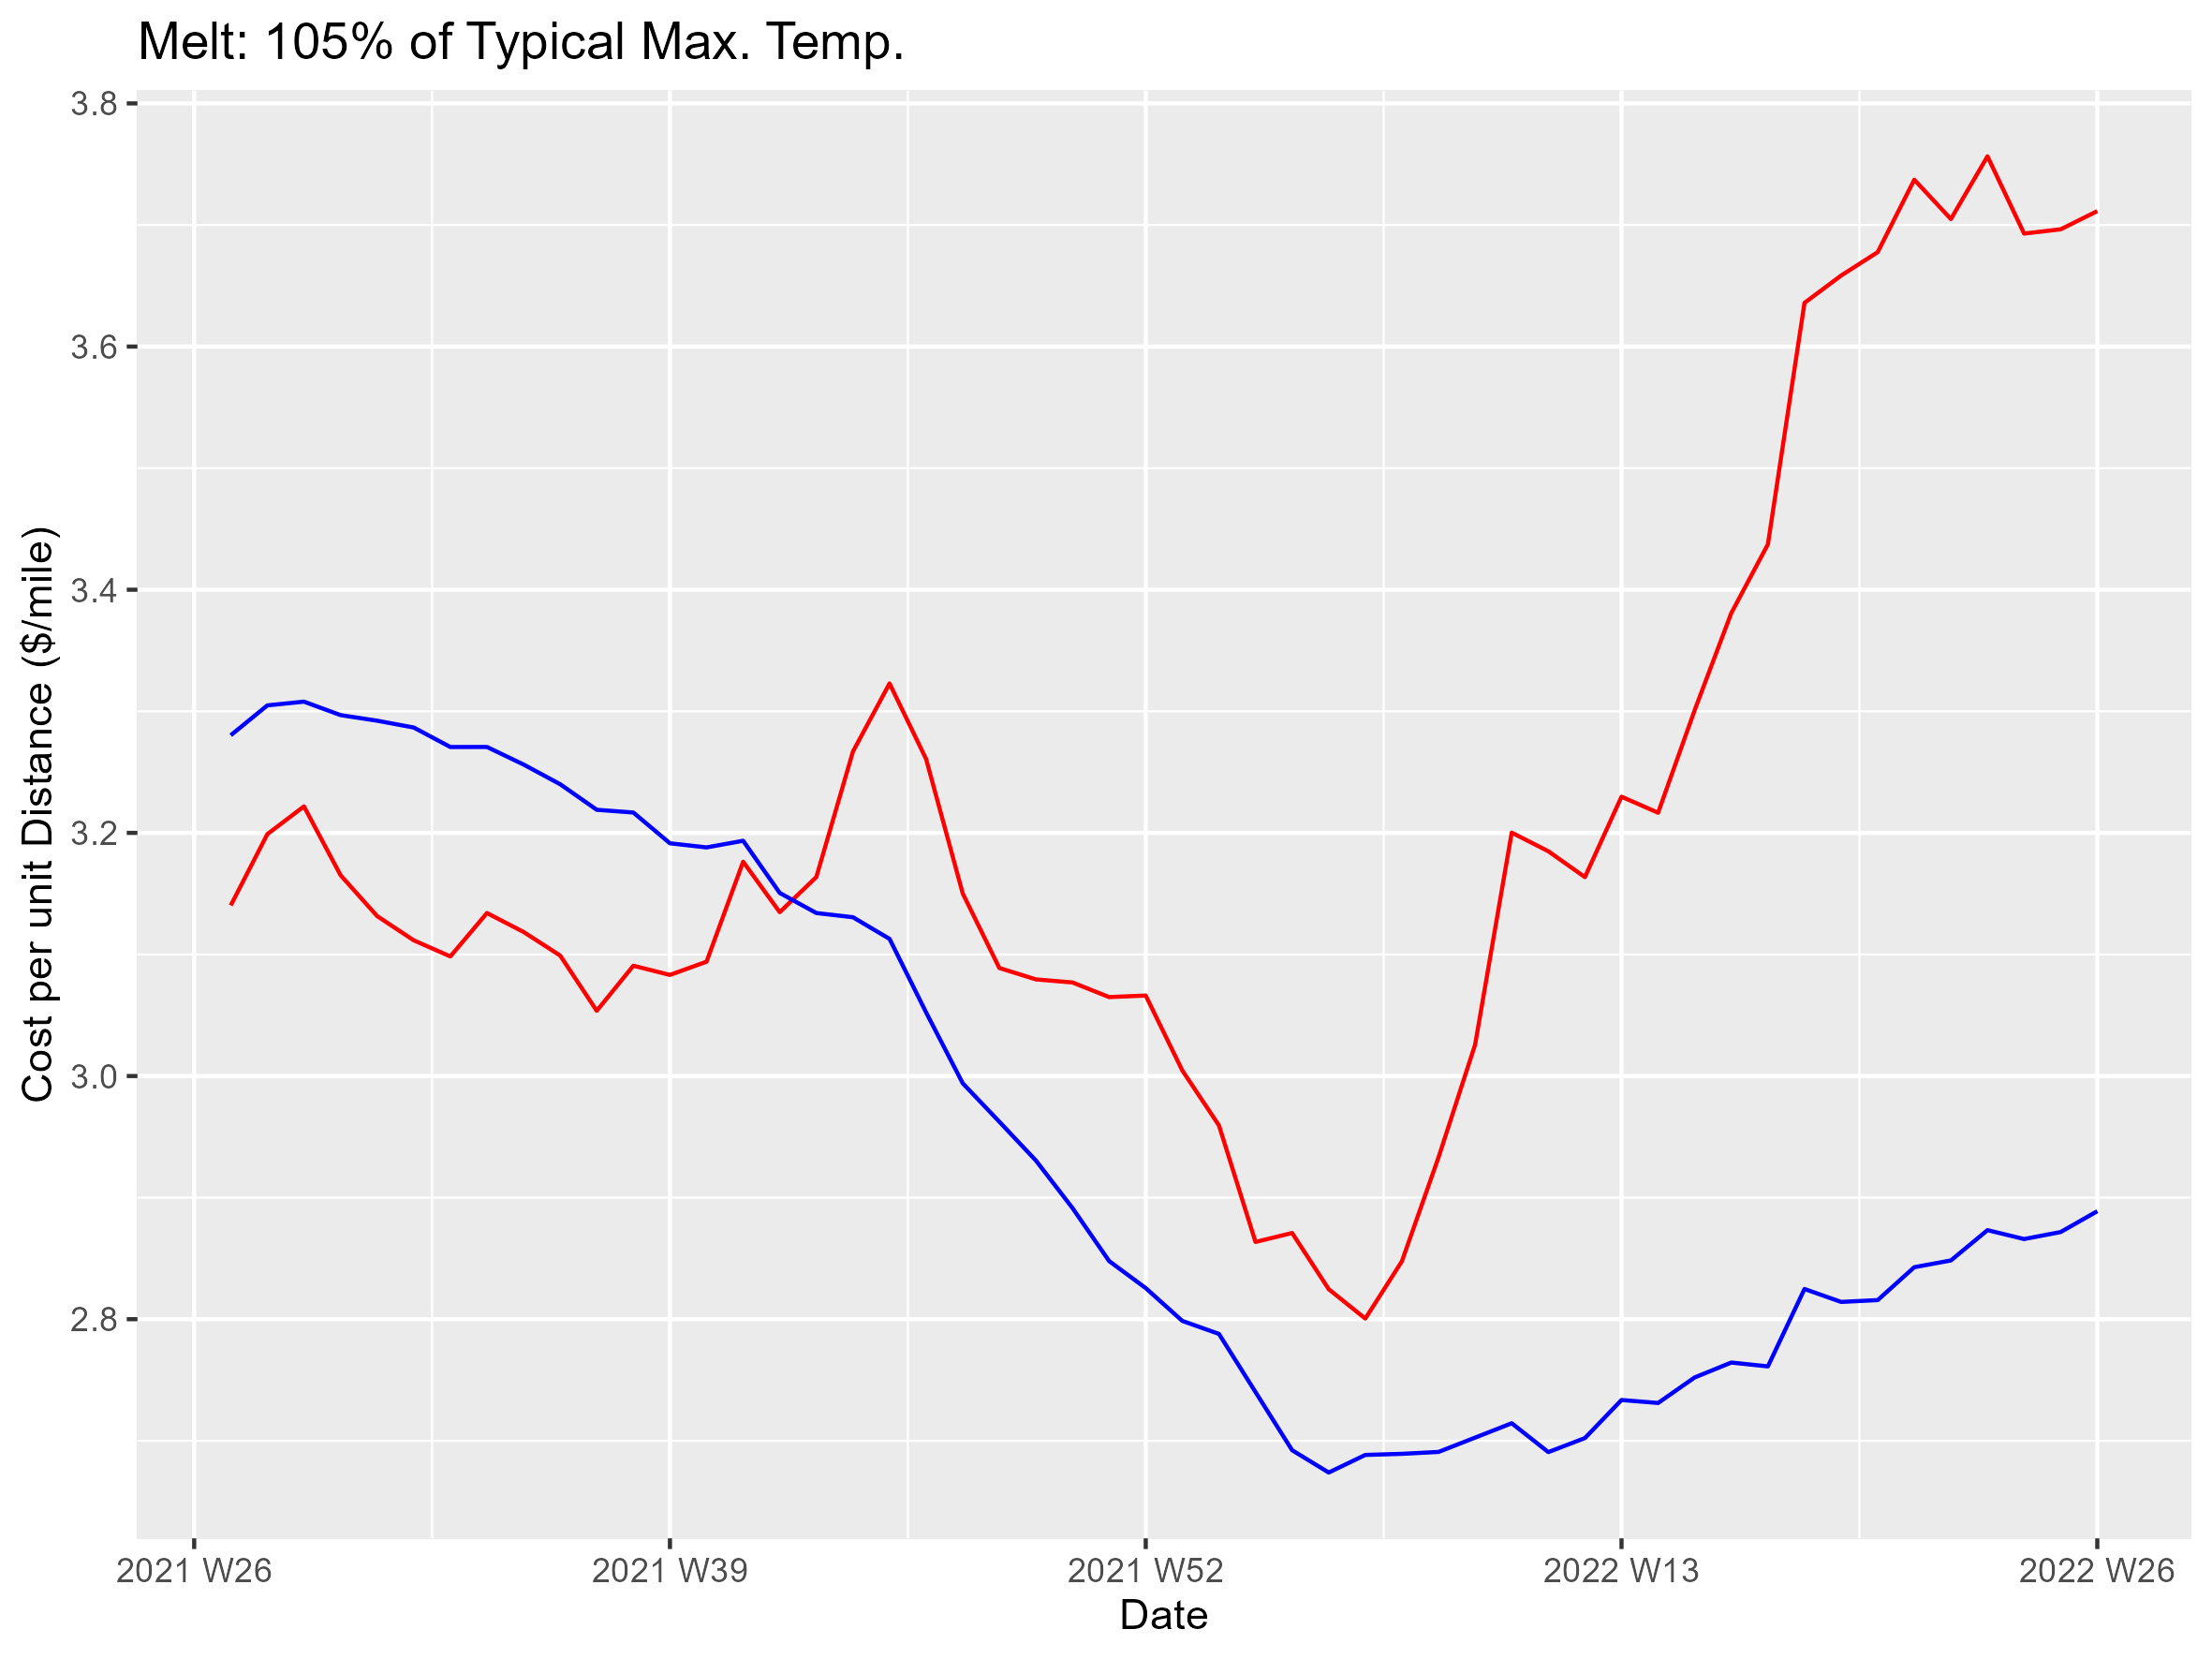 Melt: 105% of Typical Max. Temp.
Cost per unit Distance ($/mile)
3.8
3.6
3.4
3.2
3.0
2.8
2021 W26
2021 W39
2021 W52
2022 W13
2022 W26
Date